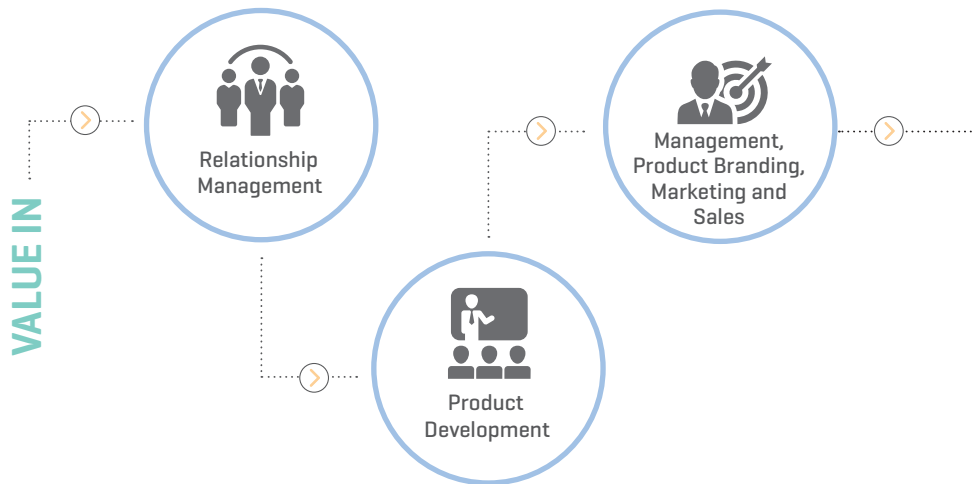 VALUE IN
Relationship
Management
Product
Development
Management,
Product Branding,
Marketing and
Sales